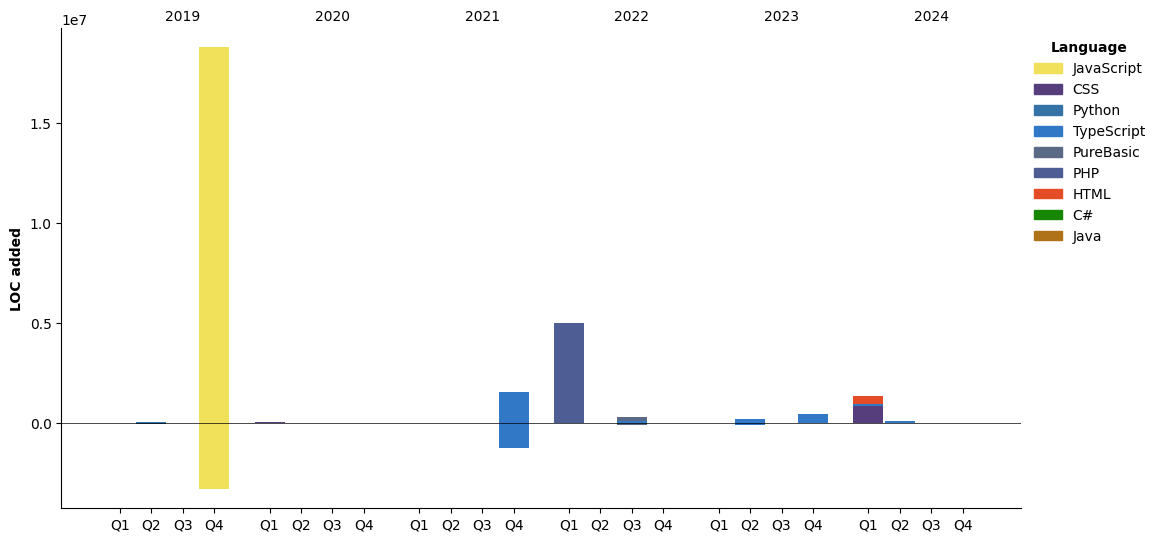 1e7
2019 2020 2021 2022 2023 2024
Language
JavaScript
CSS
Python
TypeScript
PureBasic
PHP
HTML
C#
Java
LOC added
1.5
1.0
0.5
0.0
Q1 Q2 Q3 Q4 Q1 Q2 Q3 Q4 Q1 Q2 Q3 Q4 Q1 Q2 Q3 Q4 Q1 Q2 Q3 Q4 Q1 Q2 Q3 Q4